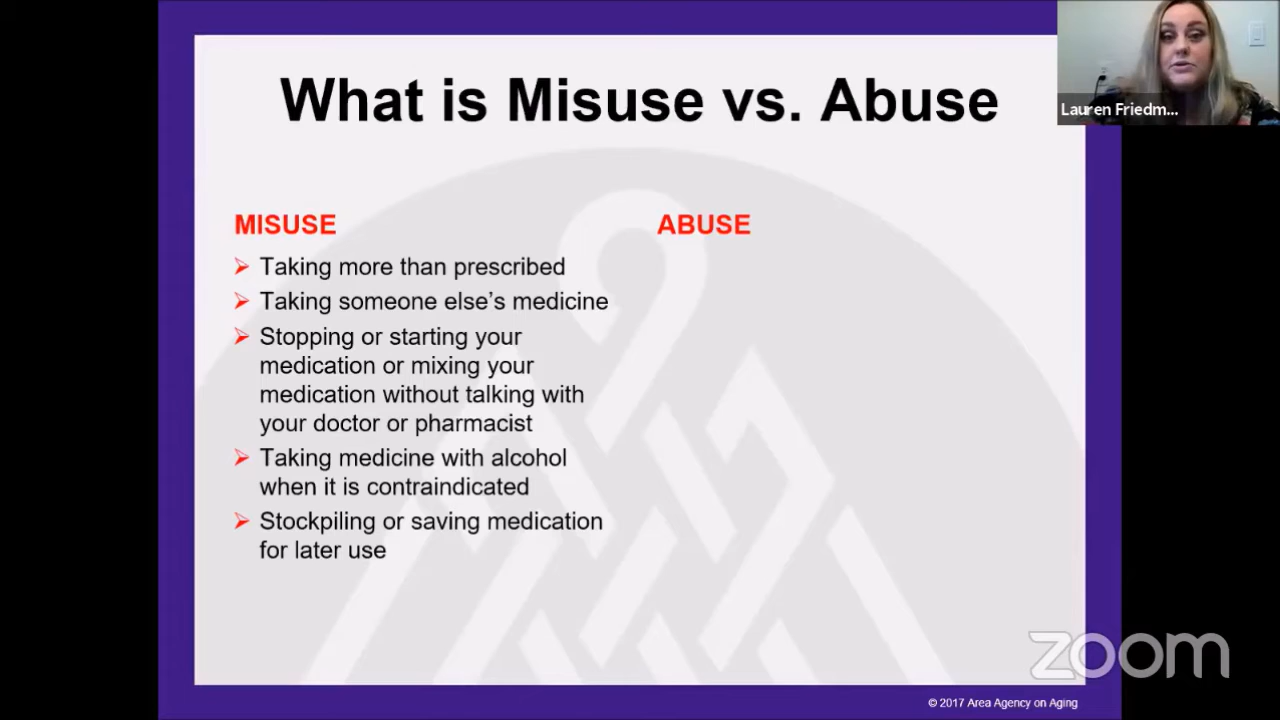 What is Misuse vs. Abuse
Lauren Friedm...
MISUSE
Taking more than prescribed
Taking someone else’s medicine
Stopping or starting your
medication or mixing your
medication without talking with
your doctor or pharmacist
Taking medicine with alcohol
when it is contraindicated
Stockpiling or saving medication
for later use
ABUSE
zoom
© 2017 Area Agency on Aging